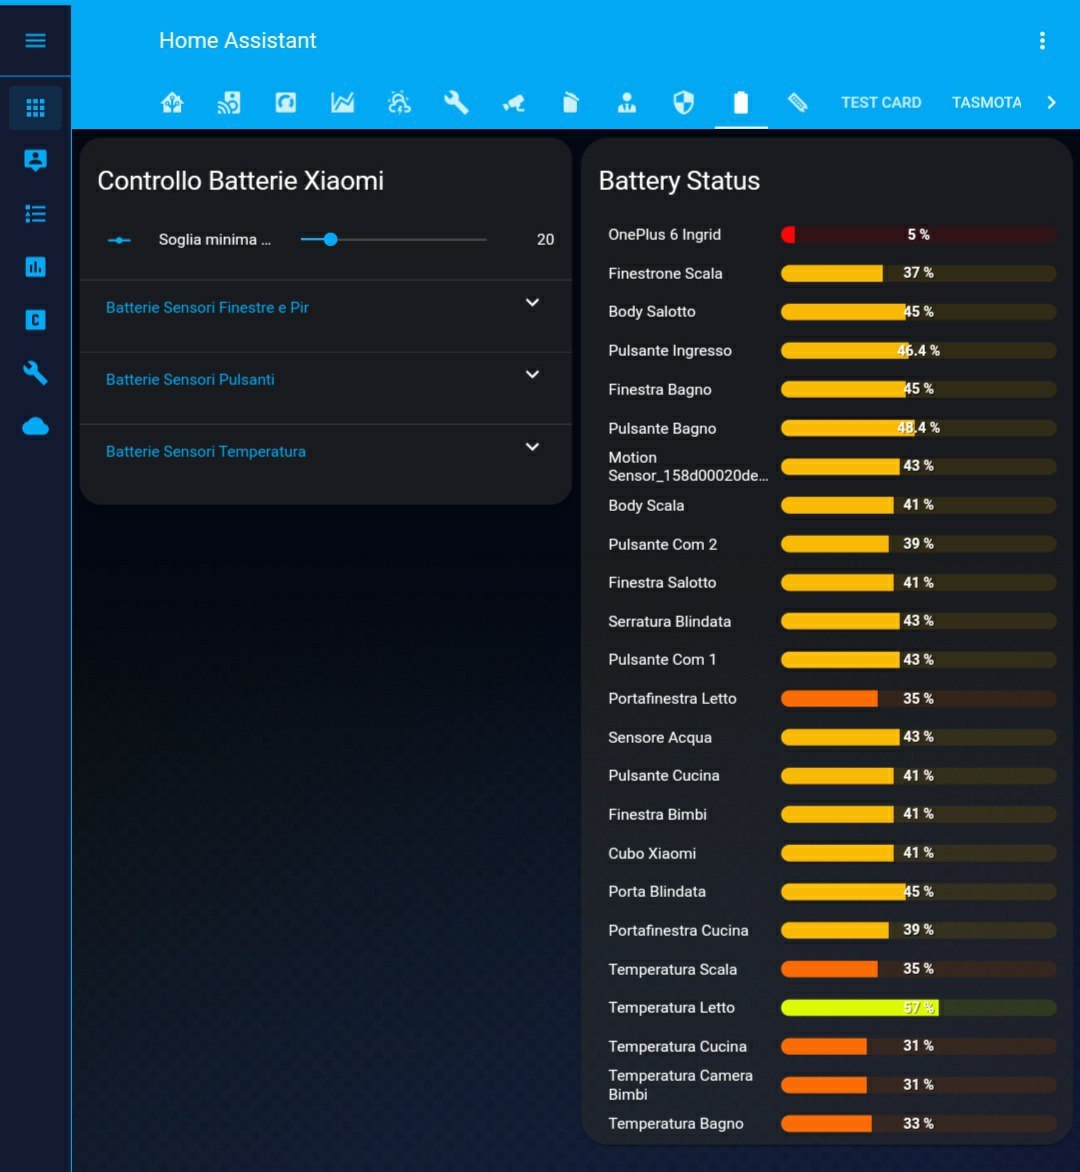 Home Assistant
TEST CARD
TASMOTA
Controllo Batterie Xiaomi
Soglia minima ...
20
Batterie Sensori Finestre e Pir
Batterie Sensori Pulsanti
Batterie Sensori Temperatura
Battery Status
OnePlus 6 Ingrid 5 %
Finestrone Scala 37 %
Body Salotto 45 %
Pulsante Ingresso 46.4 %
Finestra Bagno 45 %
Pulsante Bagno 48.4 %
Motion
Sensor_158d00020de... 43 %
Body Scala 41 %
Pulsante Com 2 39 %
Finestra Salotto 41 %
Serratura Blindata 43 %
Pulsante Com 1 43 %
Portafinestra Letto 35 %
Sensore Acqua 43 %
Pulsante Cucina 41 %
Finestra Bimbi 41 %
Cubo Xiaomi 41 %
Porta Blindata 45 %
Portafinestra Cucina 39 %
Temperatura Scala 35 %
Temperatura Letto 57 %
Temperatura Cucina 31 %
Temperatura Camera
Bimbi 31 %
Temperatura Bagno 33 %